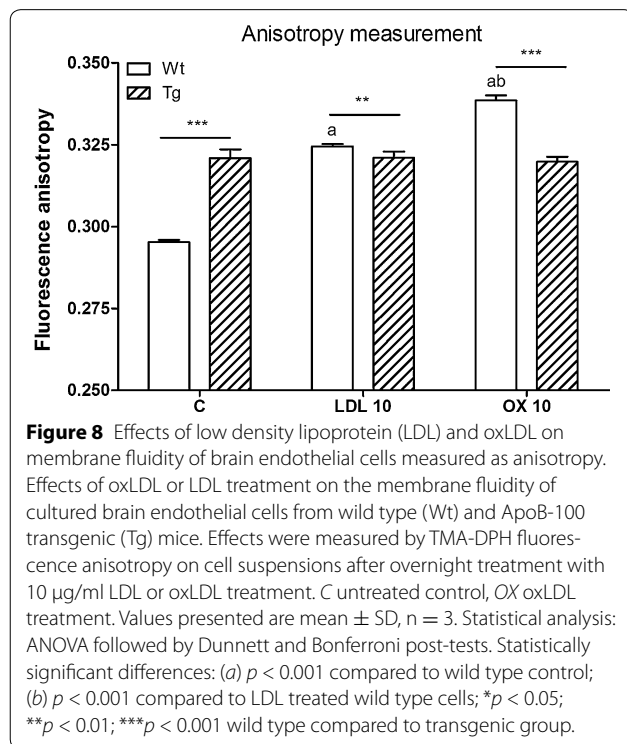 Anisotropy measurement
Wt
Tg
Fluorescence anisotropy
0.350
0.325
0.300
0.275
0.250
***
a
**
ab
***
C LDL 10 OX 10
Figure 8 Effects of low density lipoprotein (LDL) and oxLDL on
membrane fluidity of brain endothelial cells measured as anisotropy.
Effects of oxLDL or LDL treatment on the membrane fluidity of
cultured brain endothelial cells from wild type (Wt) and ApoB-100
transgenic (Tg) mice. Effects were measured by TMA-DPH fluores-
cence anisotropy on cell suspensions after overnight treatment with
10 μg/ml LDL or oxLDL treatment. C untreated control, OX oxLDL
treatment. Values presented are mean ± SD, n = 3. Statistical analysis:
ANOVA followed by Dunnett and Bonferroni post-tests. Statistically
significant differences: (a) p < 0.001 compared to wild type control;
(b) p < 0.001 compared to LDL treated wild type cells; *p < 0.05;
**p < 0.01; ***p < 0.001 wild type compared to transgenic group.